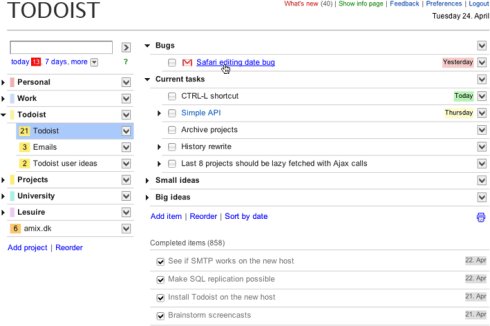 TODOIST
What's new (40) | Show info page | Feedback | Preferences | Logout
Tuesday 24. April
today 13 7 days. more ?
Personal
Work
Todoist
21 Todoist
3 Emails
2 Todoist user ideas
Projects
University
Lesuire
6 amix.dk
Add project | Reorder
Bugs
Safari editing date bug Yesterday
Current tasks
CTRL-L shortcut Today
Simple API Thursday
Archive projects
History rewrite
Last 8 projects should be lazy fetched with Ajax calls
Small ideas
Big ideas
Add item | Reorder | Sort by date
Completed items (858)
See if SMTP works on the new host 22. Apr
Make SQL replication possible 22. Apr
Install Todoist on the new host 21. Apr
Brainstorm screencasts 21. Apr